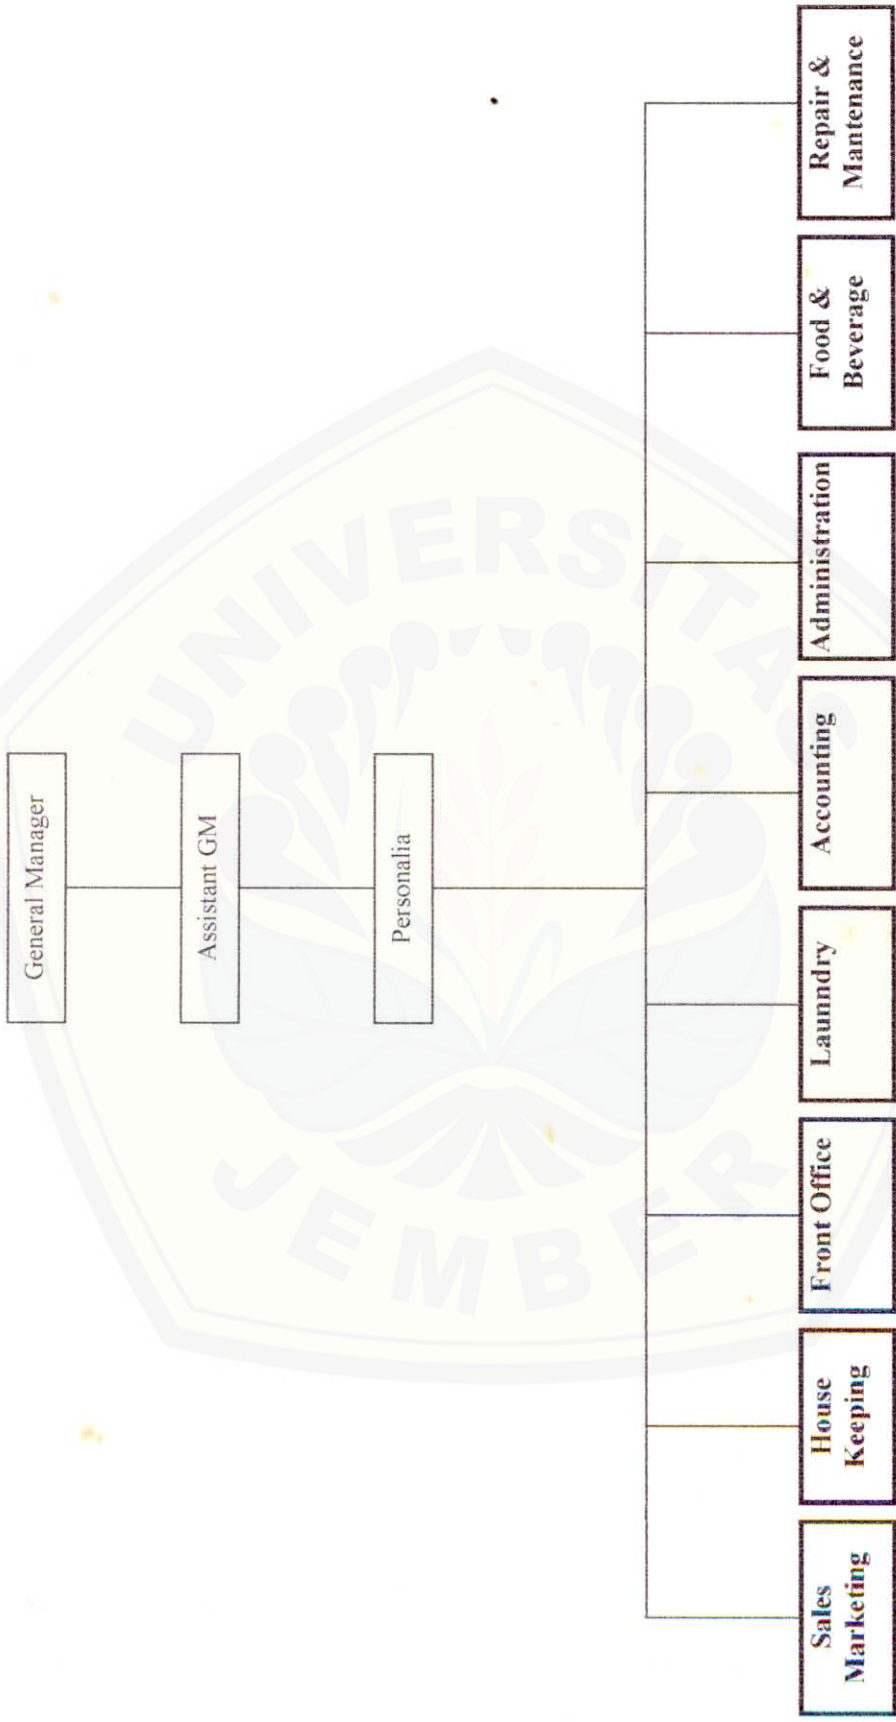 General Manager
Assistant GM
Personalia
Sales
Marketing
House
Keeping
Front Office
Launndry
Accounting
Administration
Food &
Beverage
Repair &
Mantenance
UNIVERSITAS
JEMBER